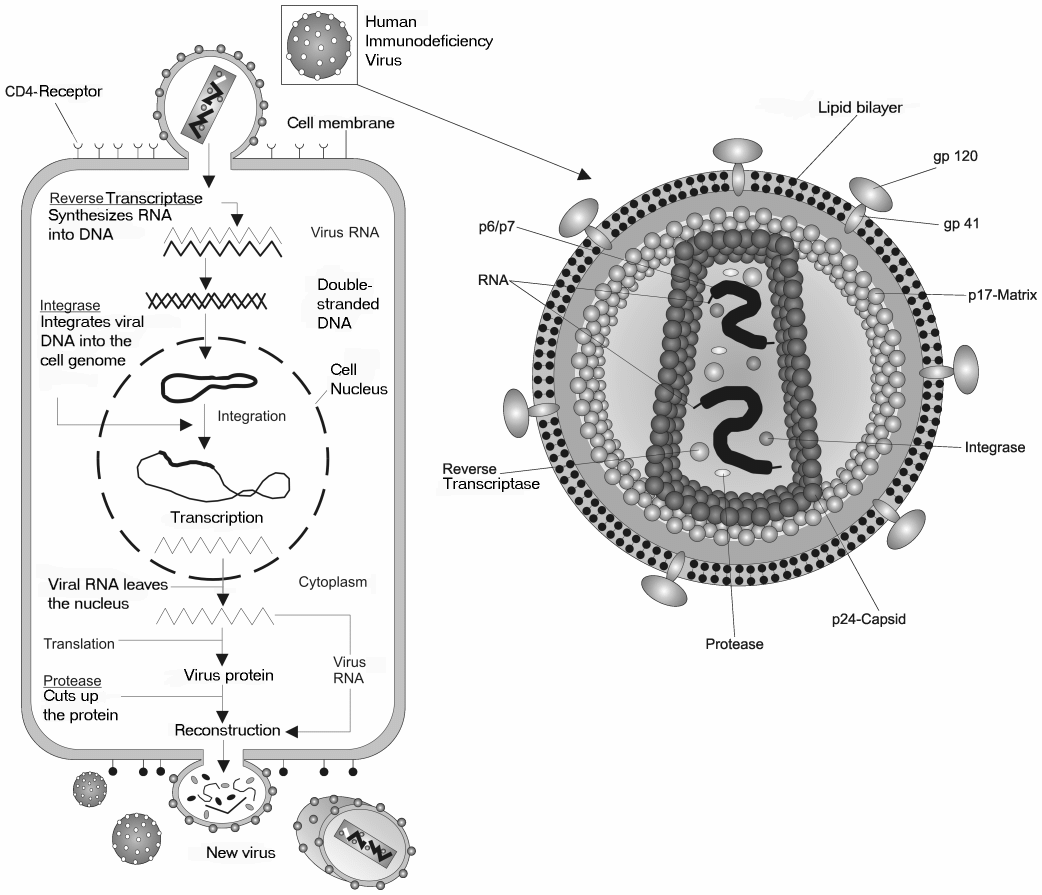 Human
Immunodeficiency
Virus
CD4-Receptor
Cell membrane
Reverse Transcriptase
Synthesizes RNA
into DNA
Virus RNA
Double-
stranded
DNA
Integrase
Integrates viral
DNA into the
cell genome
Cell
Nucleus
Integration
Transcription
Viral RNA leaves
the nucleus
Cytoplasm
Translation
Virus protein
Virus
RNA
Protease
Cuts up
the protein
Reconstruction
New virus
Lipid bilayer
gp 120
gp 41
p6/p7
RNA
p17-Matrix
Integrase
Reverse
Transcriptase
p24-Capsid
Protease